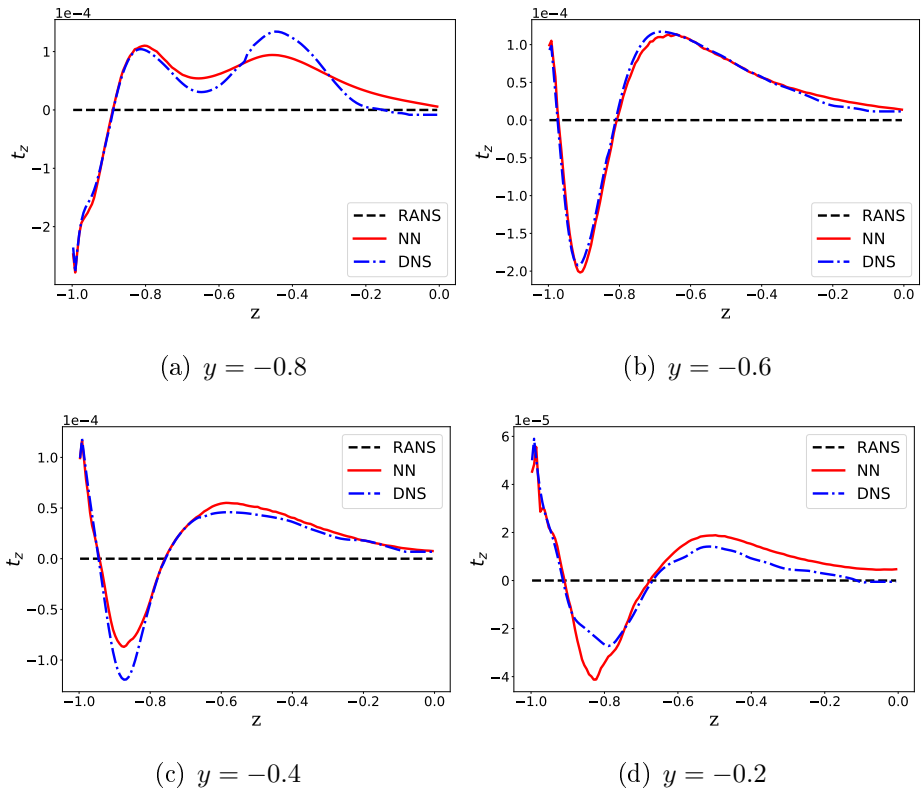 1e-4
1
0
−1
−2
t_z
−1.0 −0.8 −0.6 −0.4 −0.2 0.0
z
RANS
NN
DNS
(a) y = −0.8
1e-4
1.0
0.5
0.0
−0.5
−1.0
−1.5
−2.0
t_z
−1.0 −0.8 −0.6 −0.4 −0.2 0.0
z
RANS
NN
DNS
(b) y = −0.6
1e-4
1.0
0.5
0.0
−0.5
−1.0
t_z
−1.0 −0.8 −0.6 −0.4 −0.2 0.0
z
RANS
NN
DNS
(c) y = −0.4
1e-5
6
4
2
0
−2
−4
t_z
−1.0 −0.8 −0.6 −0.4 −0.2 0.0
z
RANS
NN
DNS
(d) y = −0.2